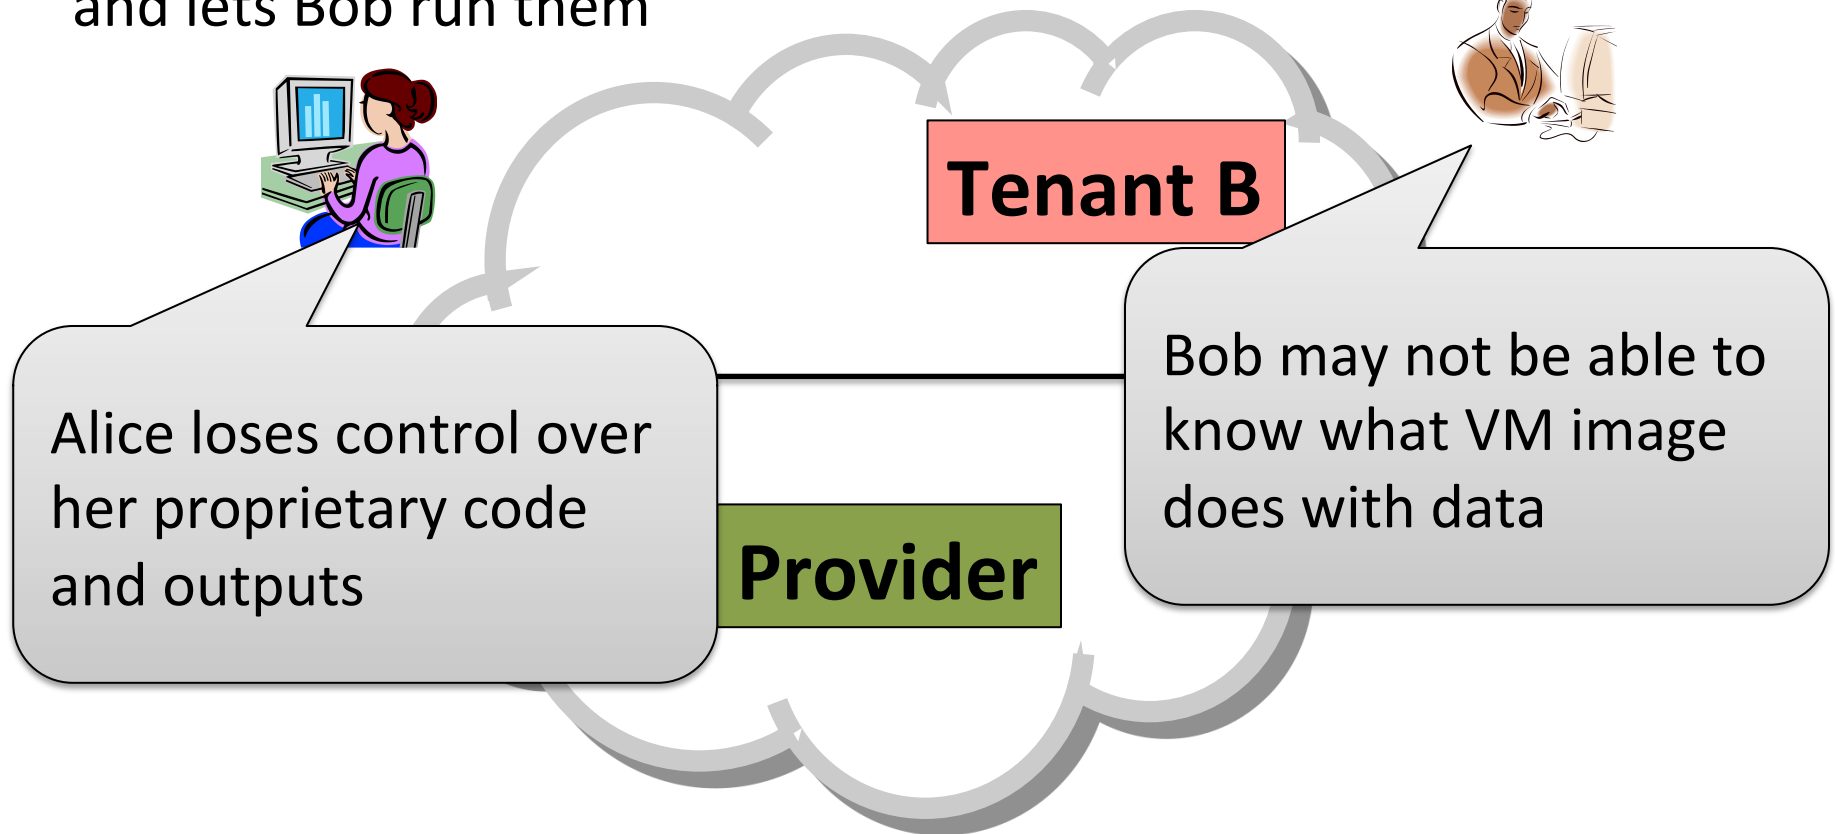 and lets Bob run them
Tenant B
Alice loses control over
her proprietary code
and outputs
Bob may not be able to
know what VM image
does with data
Provider